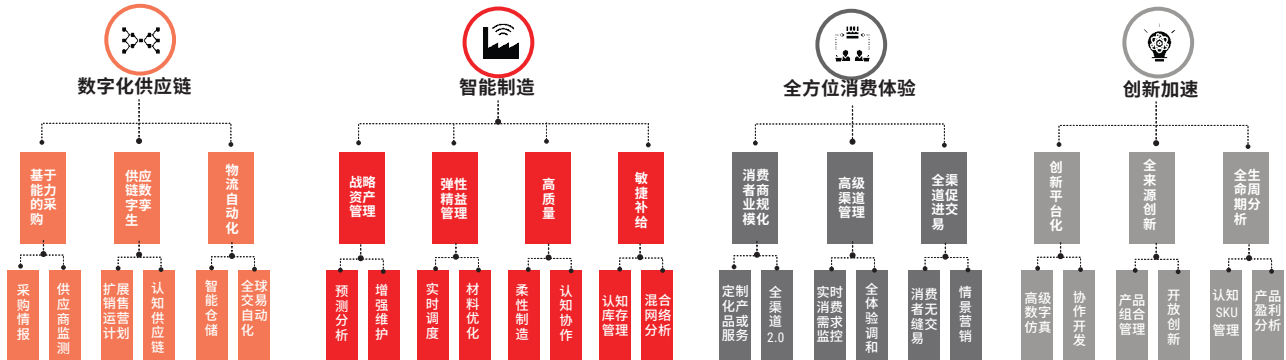 数字化供应链
智能制造
全方位消费体验
创新加速
基于能力的采购
供应链数字孪生
物流自动化
战略资产管理
弹性精益管理
高质量
敏捷补给
消费者商业规模化
高级渠道管理
全渠道促进交易
创新平台化
全来源创新
全生命周期分析
采购情报
供应商监测
扩展销售运营计划
认知供应链
智能仓储
全球交易自动化
预测分析
增强维护
实时调度
材料优化
柔性制造
认知协作
认知库存管理
混合网络分析
定制化产品或服务
全渠道2.0
实时消费需求监控
全体验调和
消费者无缝交易
情景营销
高级数字仿真
协作开发
产品组合管理
开放创新
认知SKU管理
产品盈利分析